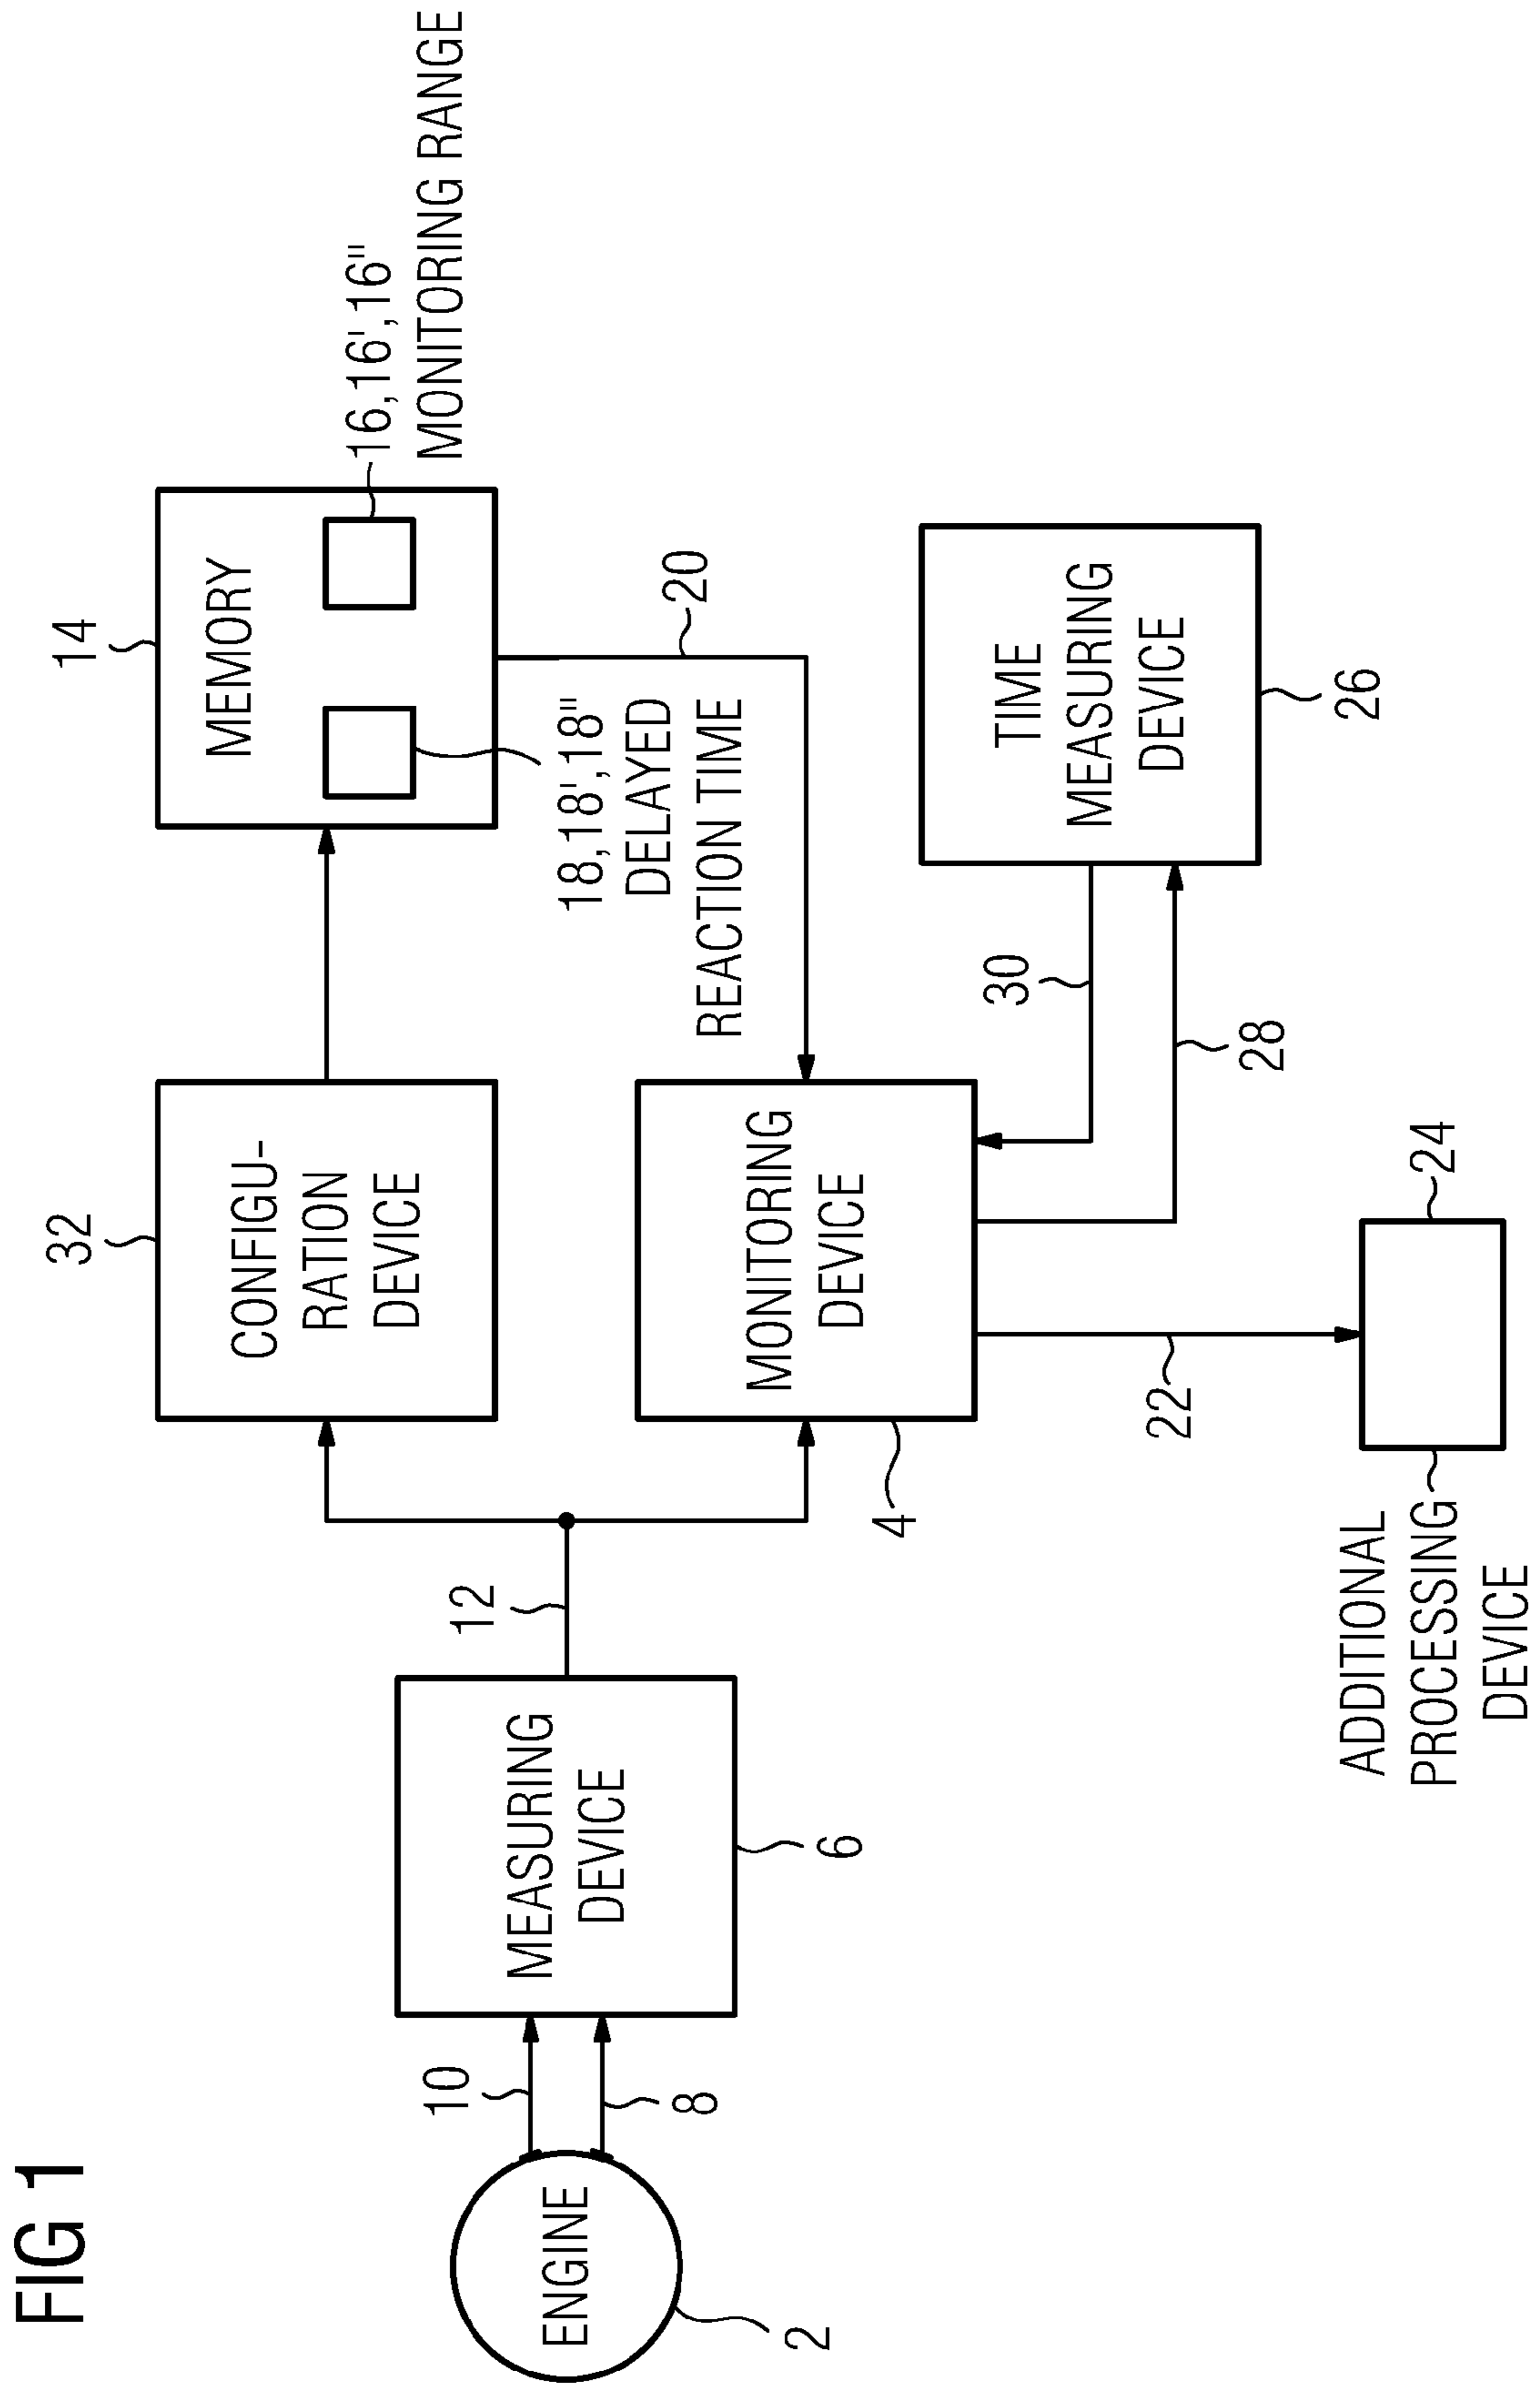 FIG 1
32
CONFIGU-
RATION
DEVICE
14
MEMORY
16,16',16"
MONITORING RANGE
18,18',18"
DELAYED
REACTION TIME
20
10
8
ENGINE
2
MEASURING
DEVICE
6
12
MONITORING
DEVICE
4
30
28
TIME
MEASURING
DEVICE
26
22
24
ADDITIONAL
PROCESSING
DEVICE